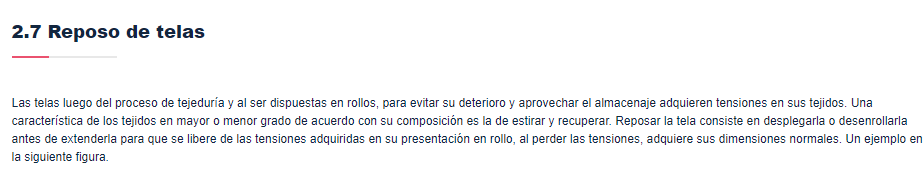 2.7 Reposo de telas
Las telas luego del proceso de tejeduría y al ser dispuestas en rollos, para evitar su deterioro y aprovechar el almacenaje adquieren tensiones en sus tejidos. Una
característica de los tejidos en mayor o menor grado de acuerdo con su composición es la de estirar y recuperar. Reposar la tela consiste en desplegarla o desenrollarla
antes de extenderla para que se libere de las tensiones adquiridas en su presentación en rollo, al perder las tensiones, adquiere sus dimensiones normales. Un ejemplo en
la siguiente figura.